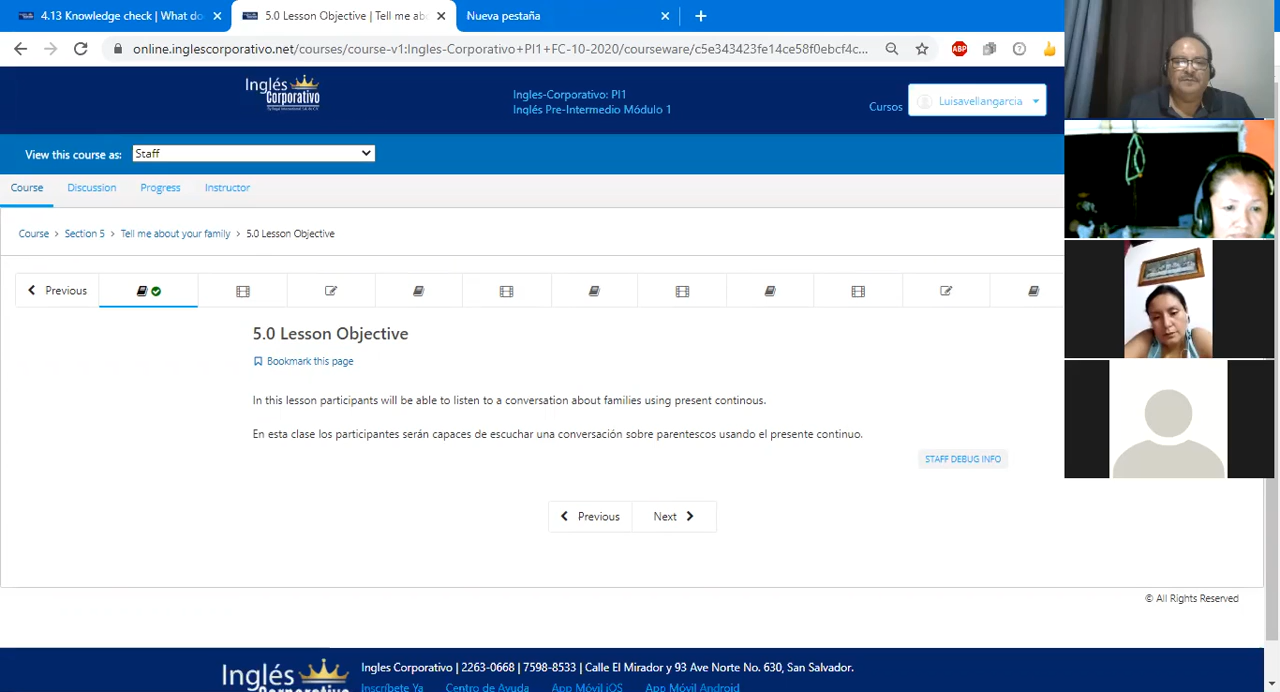 4.13 Knowledge check | What do
5.0 Lesson Objective | Tell me abo
Nueva pestaña
online.inglescorporativo.net/courses/course-v1:Ingles-Corporativo+PI1+FC-10-2020/courseware/c5e343423fe14ce58f0ebcf4c...
ABP
Inglés
Corporativo
Ingles-Corporativo: PI1
Inglés Pre-Intermedio Módulo 1
Cursos
Luisavellangarcia
View this course as:
Staff
Course
Discussion
Progress
Instructor
Course > Section 5 > Tell me about your family > 5.0 Lesson Objective
Previous
5.0 Lesson Objective
Bookmark this page
In this lesson participants will be able to listen to a conversation about families using present continous.
En esta clase los participantes serán capaces de escuchar una conversación sobre parentescos usando el presente continuo.
STAFF DEBUG INFO
Previous
Next
© All Rights Reserved
Inglés
Corporativo
Ingles Corporativo | 2263-0668 | 7598-8533 | Calle El Mirador y 93 Ave Norte No. 630, San Salvador.
Inscríbete Ya
Centro de Ayuda
App Móvil iOS
App Móvil Android